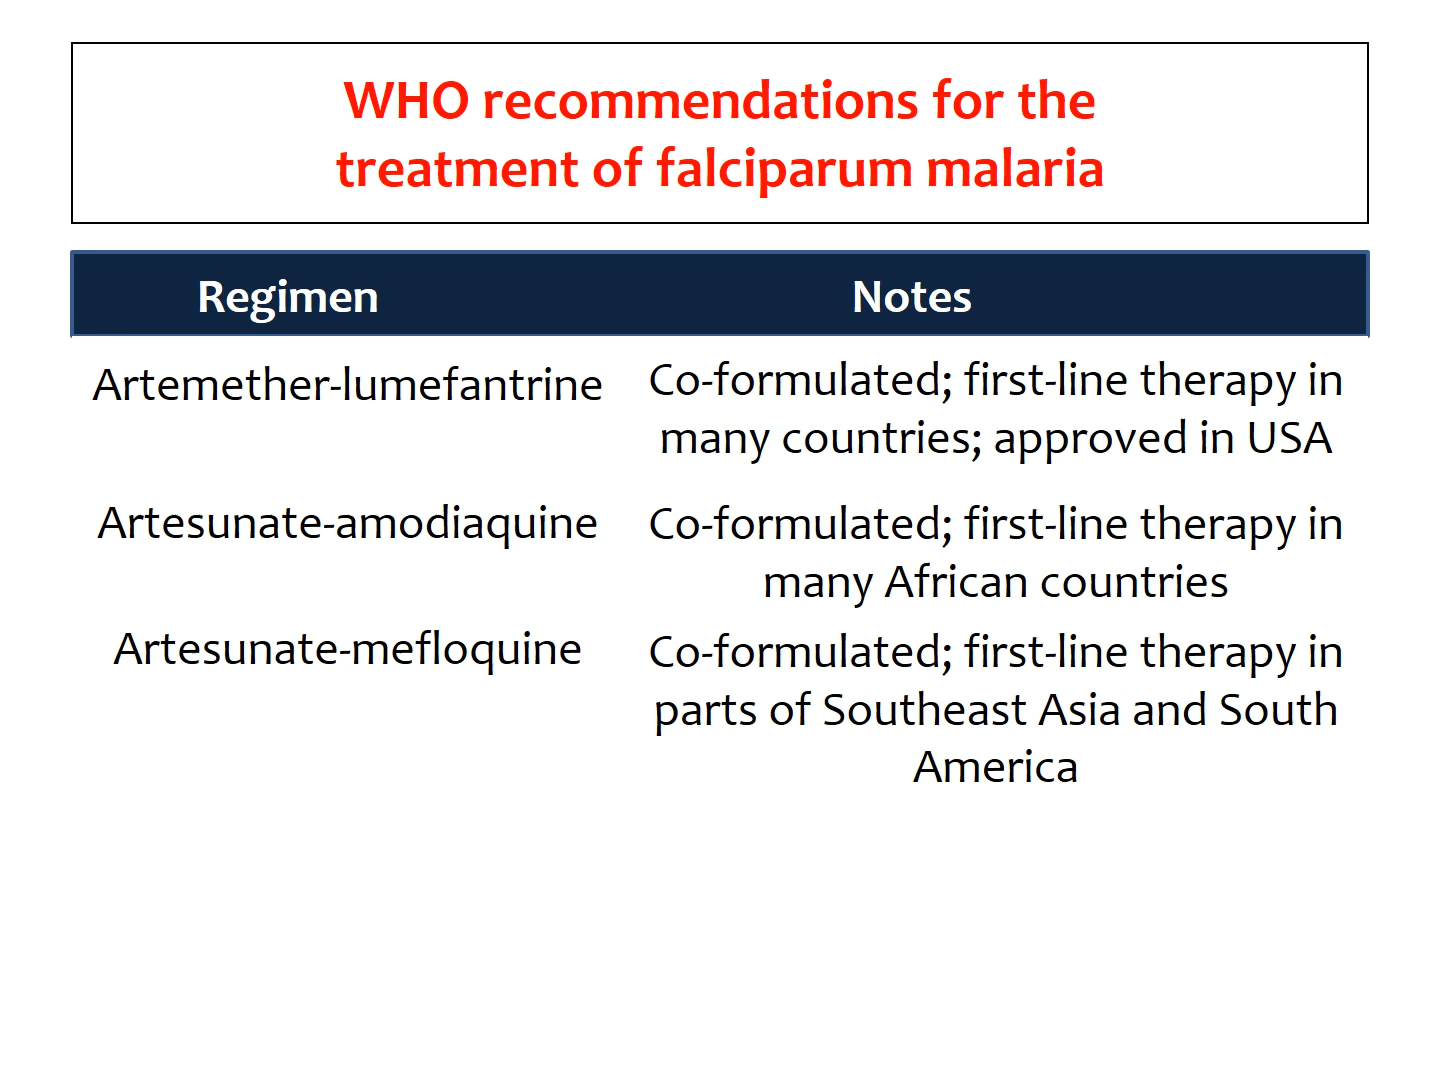 WHO recommendations for the
treatment of falciparum malaria
Regimen Notes
Artemether-lumefantrine
Co-formulated; first-line therapy in
many countries; approved in USA
Artesunate-amodiaquine
Co-formulated; first-line therapy in
many African countries
Artesunate-mefloquine
Co-formulated; first-line therapy in
parts of Southeast Asia and South
America